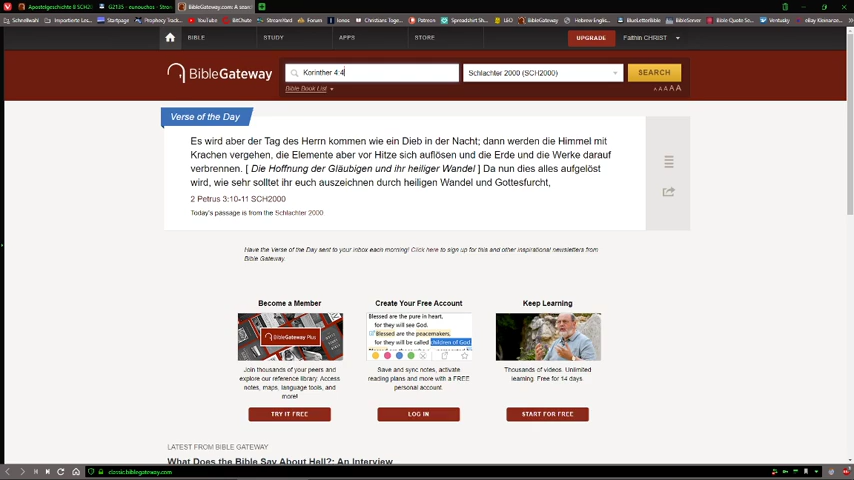 Apostelgeschichte 8 SCH2
G2135 - eunouchos - Stron
BibleGateway.com: A sear
Schnellwahl
Startpage
Prophecy Track
YouTube
BitChute
StreamYard
Forum
Ionos
Christians Toge
Patreon
Spreadsht Shw
LEO
BibleGateway
Hebrew Englis
BlueLetterBible
BibleServer
Bible Quote So
Ventusky
eBay Kleinanze
BIBLE STUDY APPS STORE UPGRADE Faithin CHRIST
BibleGateway Korinther 4:4 Schlachter 2000 (SCH2000) SEARCH
Bible Book List A A A A A
Verse of the Day
Es wird aber der Tag des Herrn kommen wie ein Dieb in der Nacht; dann werden die Himmel mit
Krachen vergehen, die Elemente aber vor Hitze sich auflösen und die Erde und die Werke darauf
verbrennen. [ Die Hoffnung der Gläubigen und ihr heiliger Wandel ] Da nun dies alles aufgelöst
wird, wie sehr solltet ihr euch auszeichnen durch heiligen Wandel und Gottesfurcht,
2 Petrus 3:10-11 SCH2000
Today's passage is from the Schlachter 2000.
Have the Verse of the Day sent to your inbox each morning! Click here to sign up for this and other inspirational newsletters from
Bible Gateway.
Become a Member
BibleGateway Plus
Join thousands of your peers and
explore our reference library. Access
notes, maps, language tools, and
more!
TRY IT FREE
Create Your Free Account
Blessed are the pure in heart,
for they will see God.
Blessed are the peacemakers,
for they will be called children of God.
Save and sync notes, activate
reading plans and more with a FREE
personal account.
LOG IN
Keep Learning
Thousands of videos. Unlimited
learning. Free for 14 days.
START FOR FREE
LATEST FROM BIBLE GATEWAY
What Does the Bible Say About Hell?: An Interview
classic.biblegateway.com